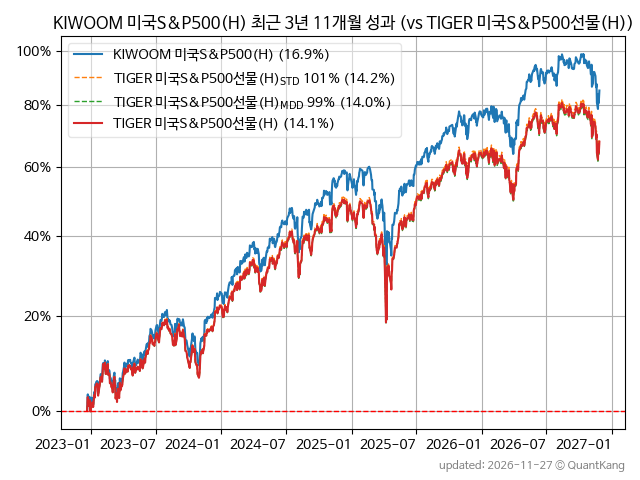 KIWOOM 미국S&P500(H) 최근 3년 11개월 성과 (vs TIGER 미국S&P500선물(H))
100%
80%
60%
40%
20%
0%
KIWOOM 미국S&P500(H) (16.9%)
TIGER 미국S&P500선물(H)STD 101% (14.2%)
TIGER 미국S&P500선물(H)MDD 99% (14.0%)
TIGER 미국S&P500선물(H) (14.1%)
2023-01 2023-07 2024-01 2024-07 2025-01 2025-07 2026-01 2026-07 2027-01
updated: 2026-11-27 © QuantKang